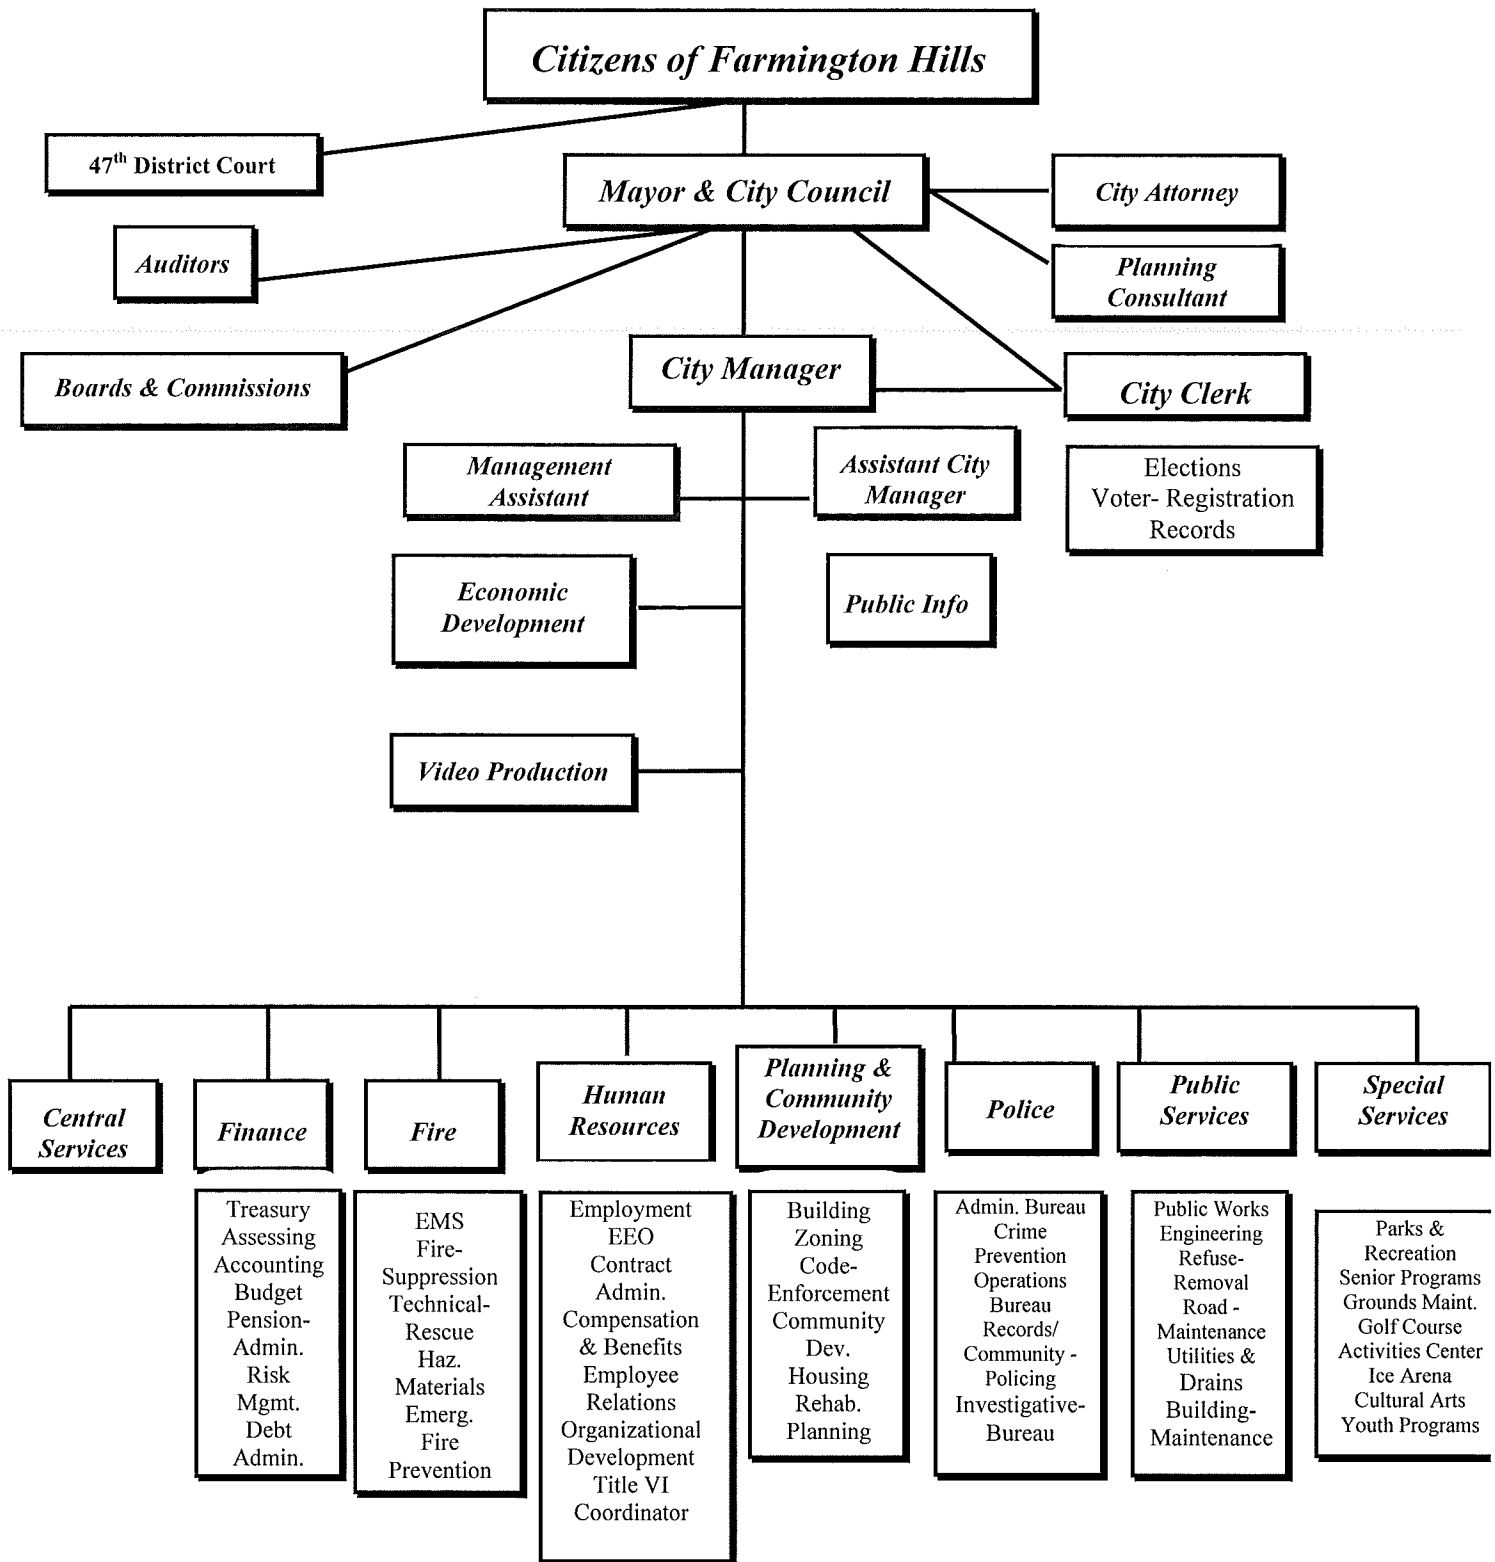 Citizens of Farmington Hills
47th District Court
Mayor & City Council
City Attorney
Auditors
Planning
Consultant
Boards & Commissions
City Manager
City Clerk
Management
Assistant
Assistant City
Manager
Elections
Voter- Registration
Records
Economic
Development
Public Info
Video Production
Central
Services
Finance
Fire
Human
Resources
Planning &
Community
Development
Police
Public
Services
Special
Services
Treasury
Assessing
Accounting
Budget
Pension-
Admin.
Risk
Mgmt.
Debt
Admin.
EMS
Fire-
Suppression
Technical-
Rescue
Haz.
Materials
Emerg.
Fire
Prevention
Employment
EEO
Contract
Admin.
Compensation
& Benefits
Employee
Relations
Organizational
Development
Title VI
Coordinator
Building
Zoning
Code-
Enforcement
Community
Dev.
Housing
Rehab.
Planning
Admin. Bureau
Crime
Prevention
Operations
Bureau
Records/
Community -
Policing
Investigative-
Bureau
Public Works
Engineering
Refuse-
Removal
Road -
Maintenance
Utilities &
Drains
Building-
Maintenance
Parks &
Recreation
Senior Programs
Grounds Maint.
Golf Course
Activities Center
Ice Arena
Cultural Arts
Youth Programs